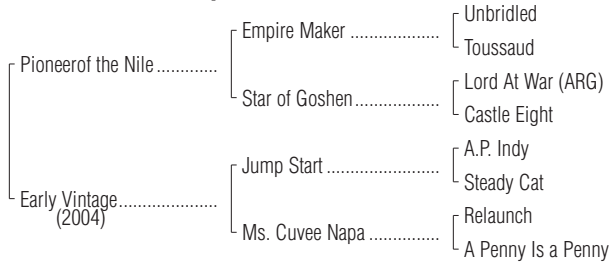 Unbridled
Empire Maker ..................
Toussaud
Pioneerof the Nile .............
Lord At War (ARG)
Star of Goshen .................
Castle Eight
A.P. Indy
Jump Start .......................
Steady Cat
Early Vintage .....................
(2004)
Relaunch
Ms. Cuvee Napa ..............
A Penny Is a Penny